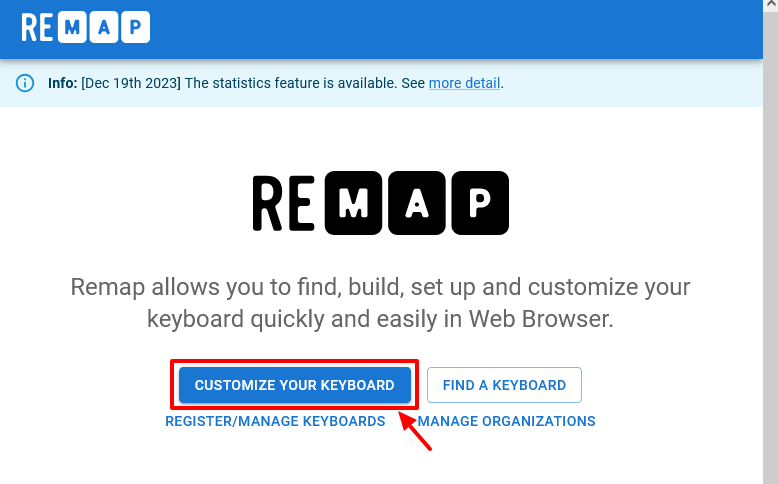 REMAP
Info: [Dec 19th 2023] The statistics feature is available. See more detail.
REMAP
Remap allows you to find, build, set up and customize your
keyboard quickly and easily in Web Browser.
CUSTOMIZE YOUR KEYBOARD FIND A KEYBOARD
REGISTER/MANAGE KEYBOARDS MANAGE ORGANIZATIONS